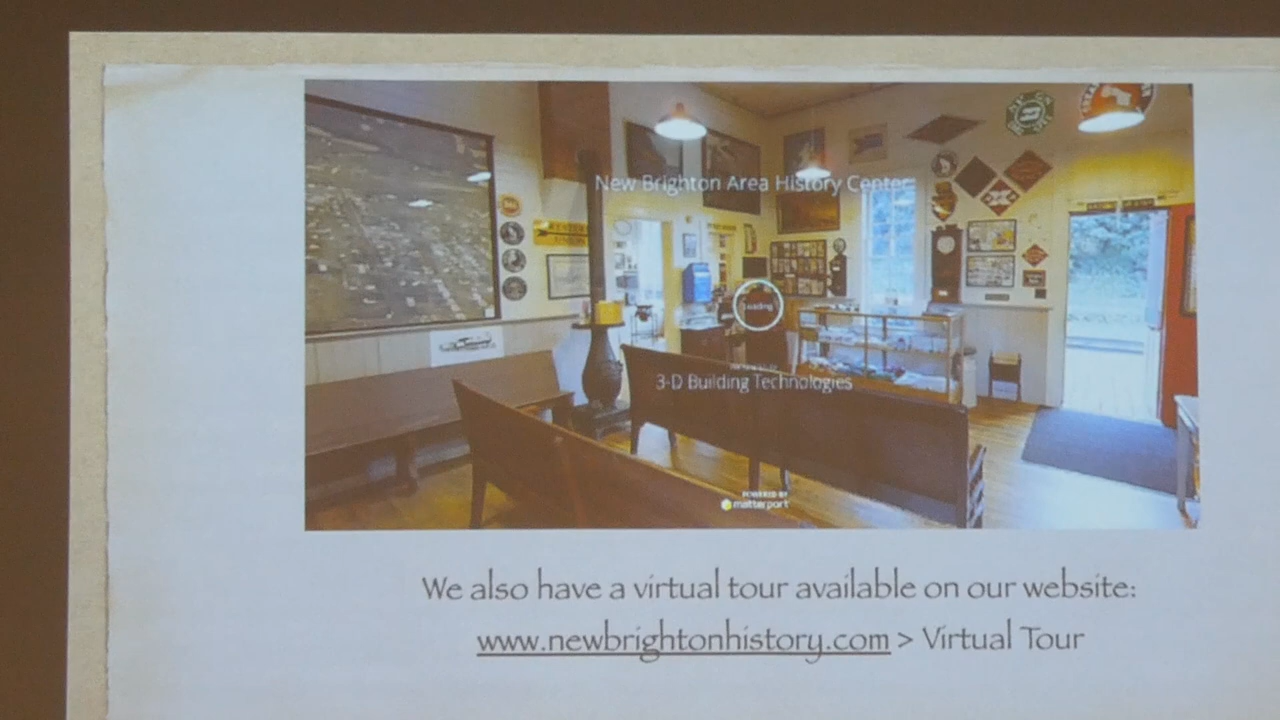 New Brighton Area History Center
Loading
3-D Building Technologies
POWERED BY
matterport
We also have a virtual tour available on our website:
www.newbrightonhistory.com > Virtual Tour